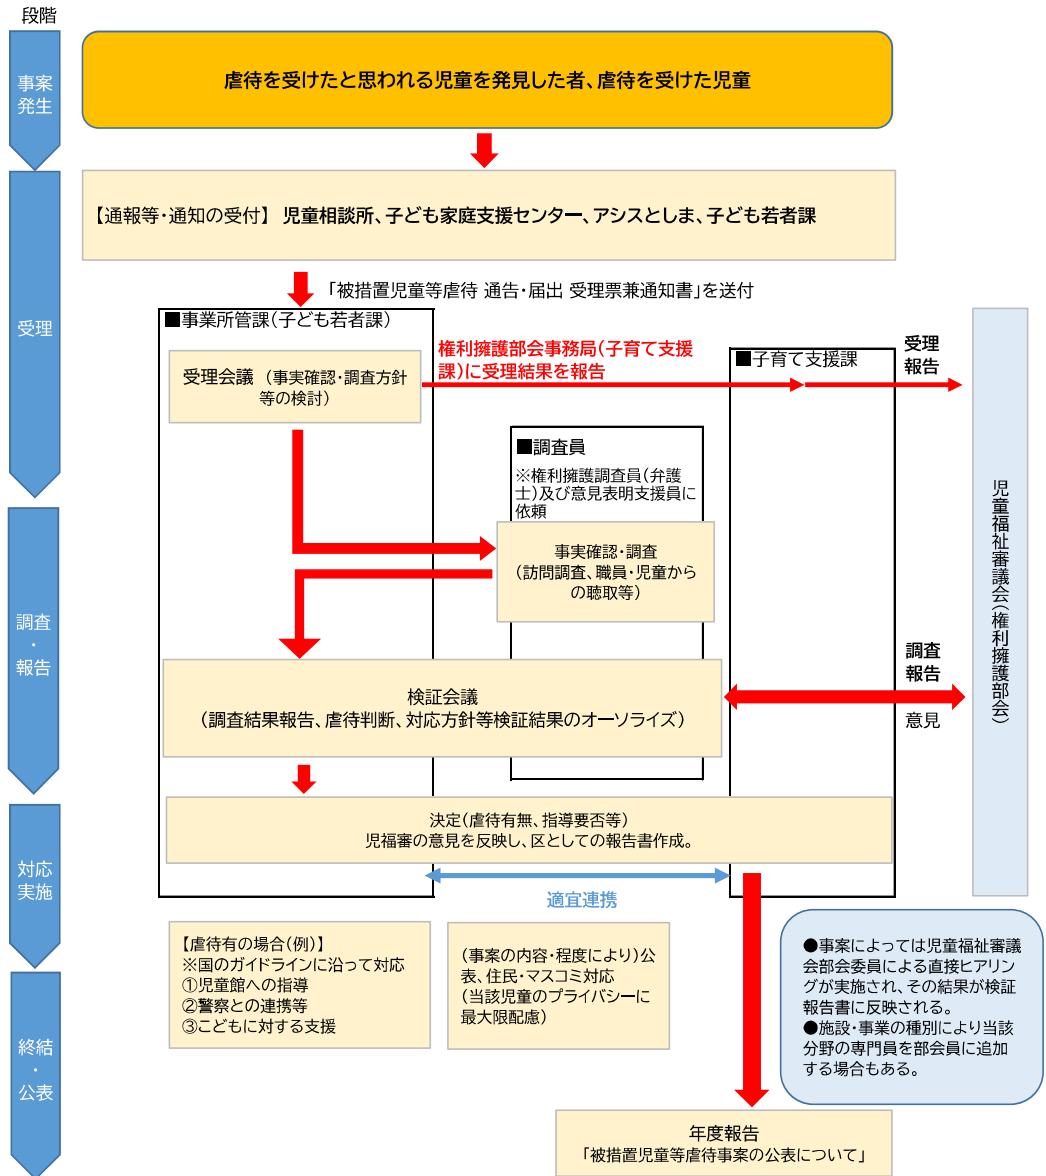 段階
事案
発生
虐待を受けたと思われる児童を発見した者、虐待を受けた児童
受理
【通報等・通知の受付】 児童相談所、子ども家庭支援センター、アシスとしま、子ども若者課
「被措置児童等虐待 通告・届出 受理票兼通知書」を送付
■事業所管課(子ども若者課)
受理会議 (事実確認・調査方針
等の検討)
権利擁護部会事務局(子育て支援
課)に受理結果を報告
■子育て支援課
受理
報告
■調査員
※権利擁護調査員(弁護
士)及び意見表明支援員に
依頼
事実確認・調査
(訪問調査、職員・児童から
の聴取等)
児童福祉審議会(権利擁護部会)
調査
・
報告
検証会議
(調査結果報告、虐待判断、対応方針等検証結果のオーソライズ)
調査
報告
意見
対応
実施
決定(虐待有無、指導要否等)
児福審の意見を反映し、区としての報告書作成。
適宜連携
【虐待有の場合(例)】
※国のガイドラインに沿って対応
①児童館への指導
②警察との連携等
③こどもに対する支援
(事案の内容・程度により)公
表、住民・マスコミ対応
(当該児童のプライバシーに
最大限配慮)
●事案によっては児童福祉審議
会部会委員による直接ヒアリン
グが実施され、その結果が検証
報告書に反映される。
●施設・事業の種別により当該
分野の専門員を部会員に追加
する場合もある。
終結
・
公表
年度報告
「被措置児童等虐待事案の公表について」